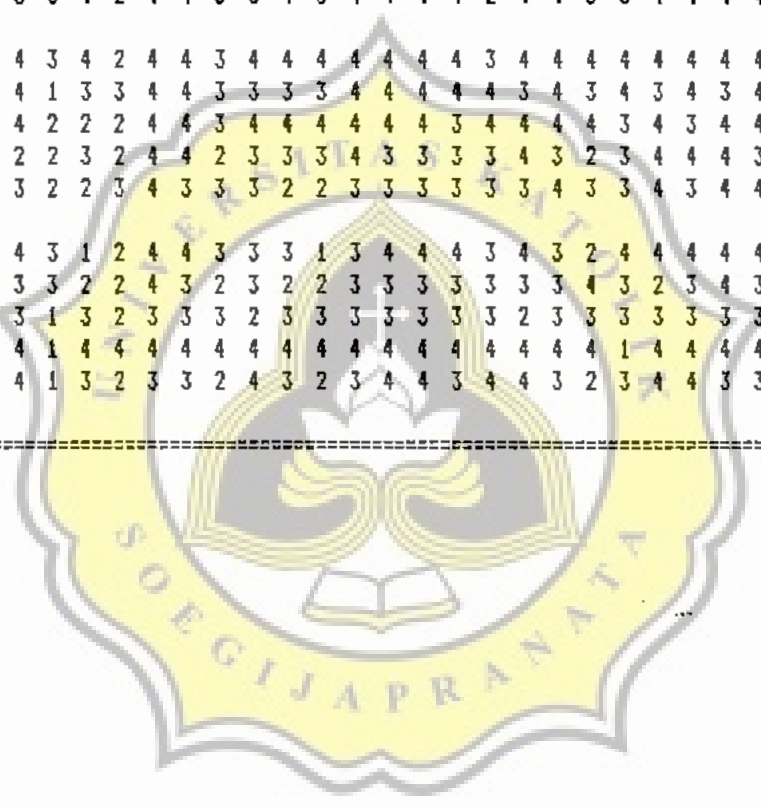 4 3 4 2 4 4 3 4 4 4 4 4 4 4 3 4 4 4 4 4 4 4 4
4 1 3 3 4 4 3 3 3 3 4 4 4 4 4 3 4 3 4 3 4 3 4
4 2 2 2 4 4 3 4 4 4 4 4 4 3 4 4 4 4 3 4 3 4 4
2 2 3 2 4 4 2 3 3 3 4 3 3 3 3 4 3 2 3 4 4 4 3
3 2 2 3 4 3 3 3 2 2 3 3 3 3 3 3 4 3 3 4 3 4 4
4 3 1 2 4 4 3 3 3 1 3 4 4 4 3 4 3 2 4 4 4 4 4
3 3 2 2 4 3 2 3 2 2 3 3 3 3 3 3 3 4 3 2 3 4 3
3 1 3 2 3 3 3 2 3 3 3 3 3 3 3 2 3 3 3 3 3 3 3
4 1 4 4 4 4 4 4 4 4 4 4 4 4 4 4 4 4 1 4 4 4 4
4 1 3 2 3 3 2 4 3 2 3 4 4 3 4 4 3 2 3 4 4 3 3
UNIVERSITAS KATOLIK
SOEGIJAPRANATA